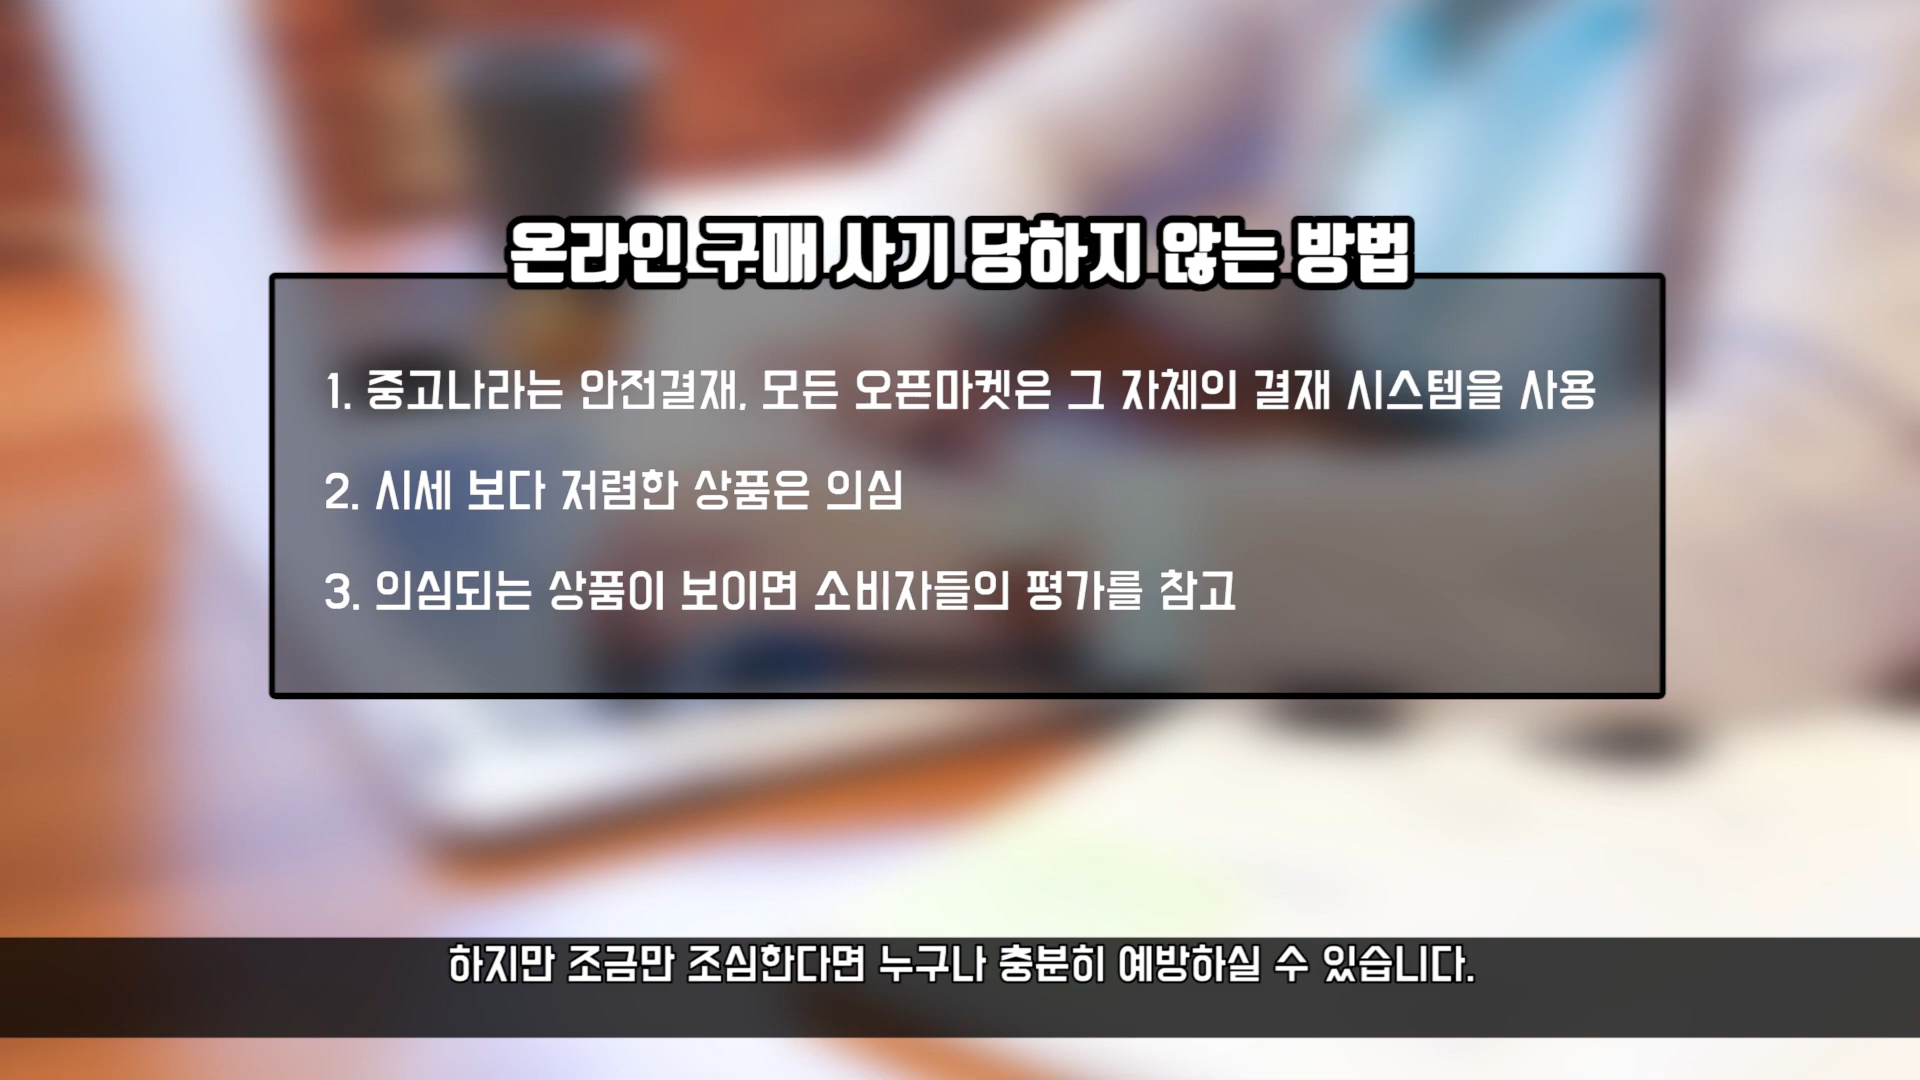 온라인 구매 사기 당하지 않는 방법
1. 중고나라는 안전결재, 모든 오픈마켓은 그 자체의 결재 시스템을 사용
2. 시세 보다 저렴한 상품은 의심
3. 의심되는 상품이 보이면 소비자들의 평가를 참고
하지만 조금만 조심한다면 누구나 충분히 예방하실 수 있습니다.